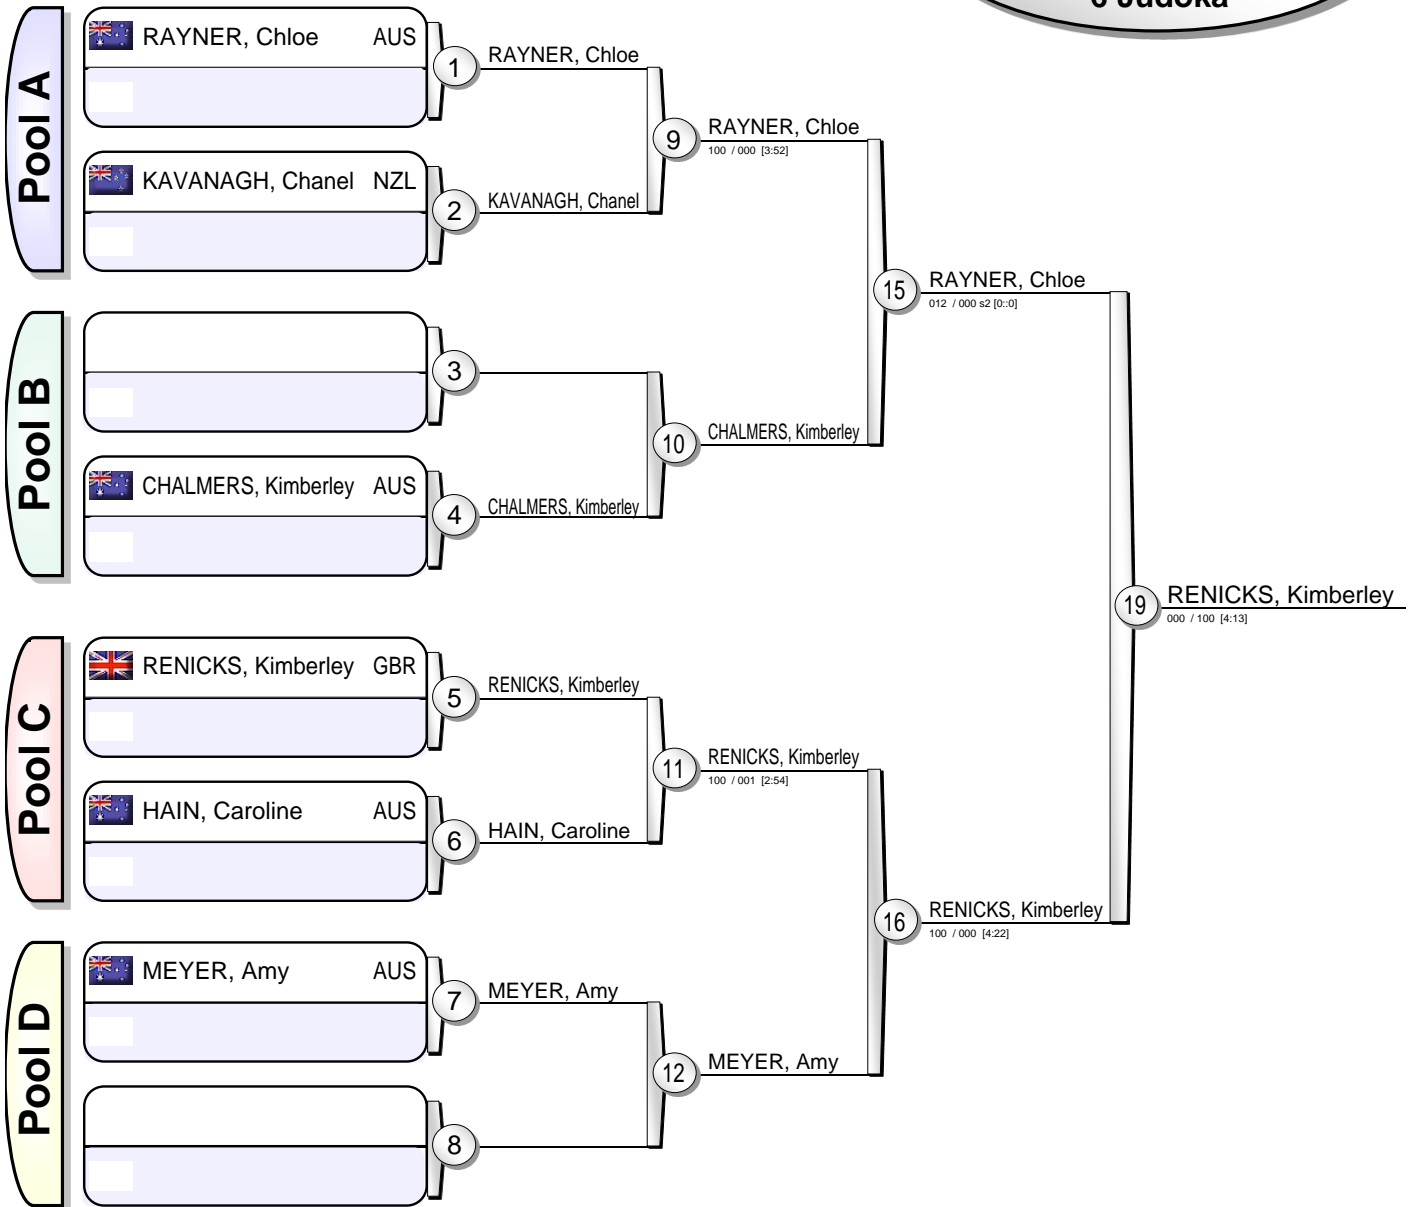 6 Judoka
Pool A
RAYNER, Chloe AUS
1
RAYNER, Chloe
KAVANAGH, Chanel NZL
2
KAVANAGH, Chanel
9
RAYNER, Chloe
100 / 000 [3:52]
Pool B
3
CHALMERS, Kimberley AUS
4
CHALMERS, Kimberley
10
CHALMERS, Kimberley
15
RAYNER, Chloe
012 / 000 s2 [0::0]
Pool C
RENICKS, Kimberley GBR
5
RENICKS, Kimberley
HAIN, Caroline AUS
6
HAIN, Caroline
11
RENICKS, Kimberley
100 / 001 [2:54]
Pool D
MEYER, Amy AUS
7
MEYER, Amy
8
12
MEYER, Amy
16
RENICKS, Kimberley
100 / 000 [4:22]
19
RENICKS, Kimberley
000 / 100 [4:13]